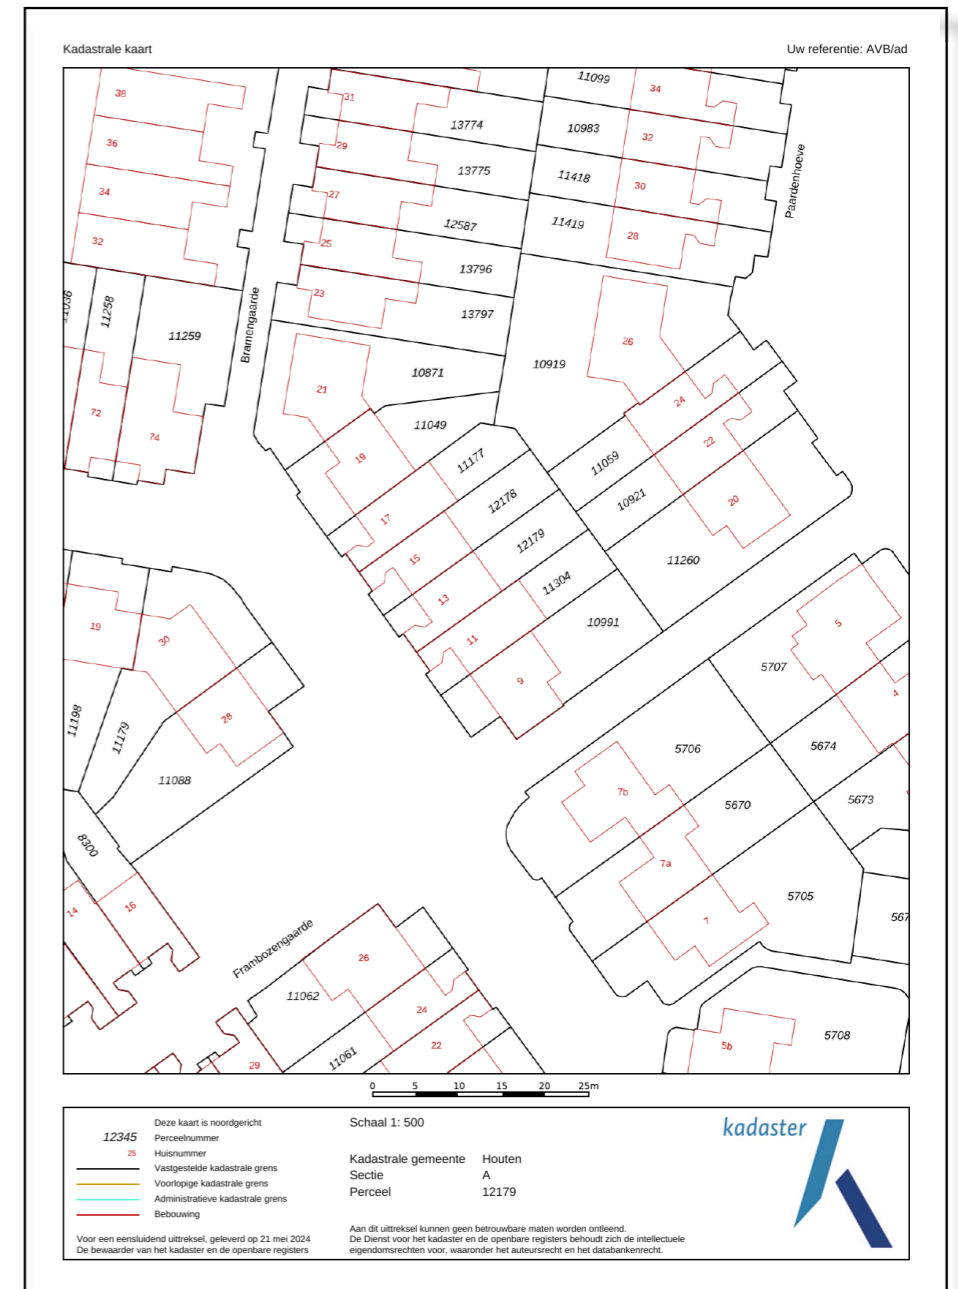 Kadastrale kaart
Uw referentie: AVB/ad
38
31
11099
34
13774
10983
32
36
29
13775
11418
30
34
27
Paardenhoeve
12587
11419
28
32
25
13796
23
13797
11258
11259
Bramengaarde
26
10919
21
10871
24
72
74
11049
22
19
11177
11059
20
17
12178
10921
15
12179
11260
13
11304
11
10991
9
19
30
5
5707
4
11198
11179
28
5706
5674
11088
7b
5670
5673
8300
7a
5705
14
16
7
567
Frambozengaarde
26
11062
24
22
11061
29
5b
5708
0 5 10 15 20 25m
Deze kaart is noordgericht
12345 Perceelnummer
25 Huisnummer
Vastgestelde kadastrale grens
Voorlopige kadastrale grens
Administratieve kadastrale grens
Bebouwing
Voor een eensluidend uittreksel, geleverd op 21 mei 2024
De bewaarder van het kadaster en de openbare registers
Schaal 1: 500
Kadastrale gemeente Houten
Sectie A
Perceel 12179
Aan dit uittreksel kunnen geen betrouwbare maten worden ontleend.
De Dienst voor het kadaster en de openbare registers behoudt zich de intellectuele
eigendomsrechten voor, waaronder het auteursrecht en het databankenrecht.
kadaster